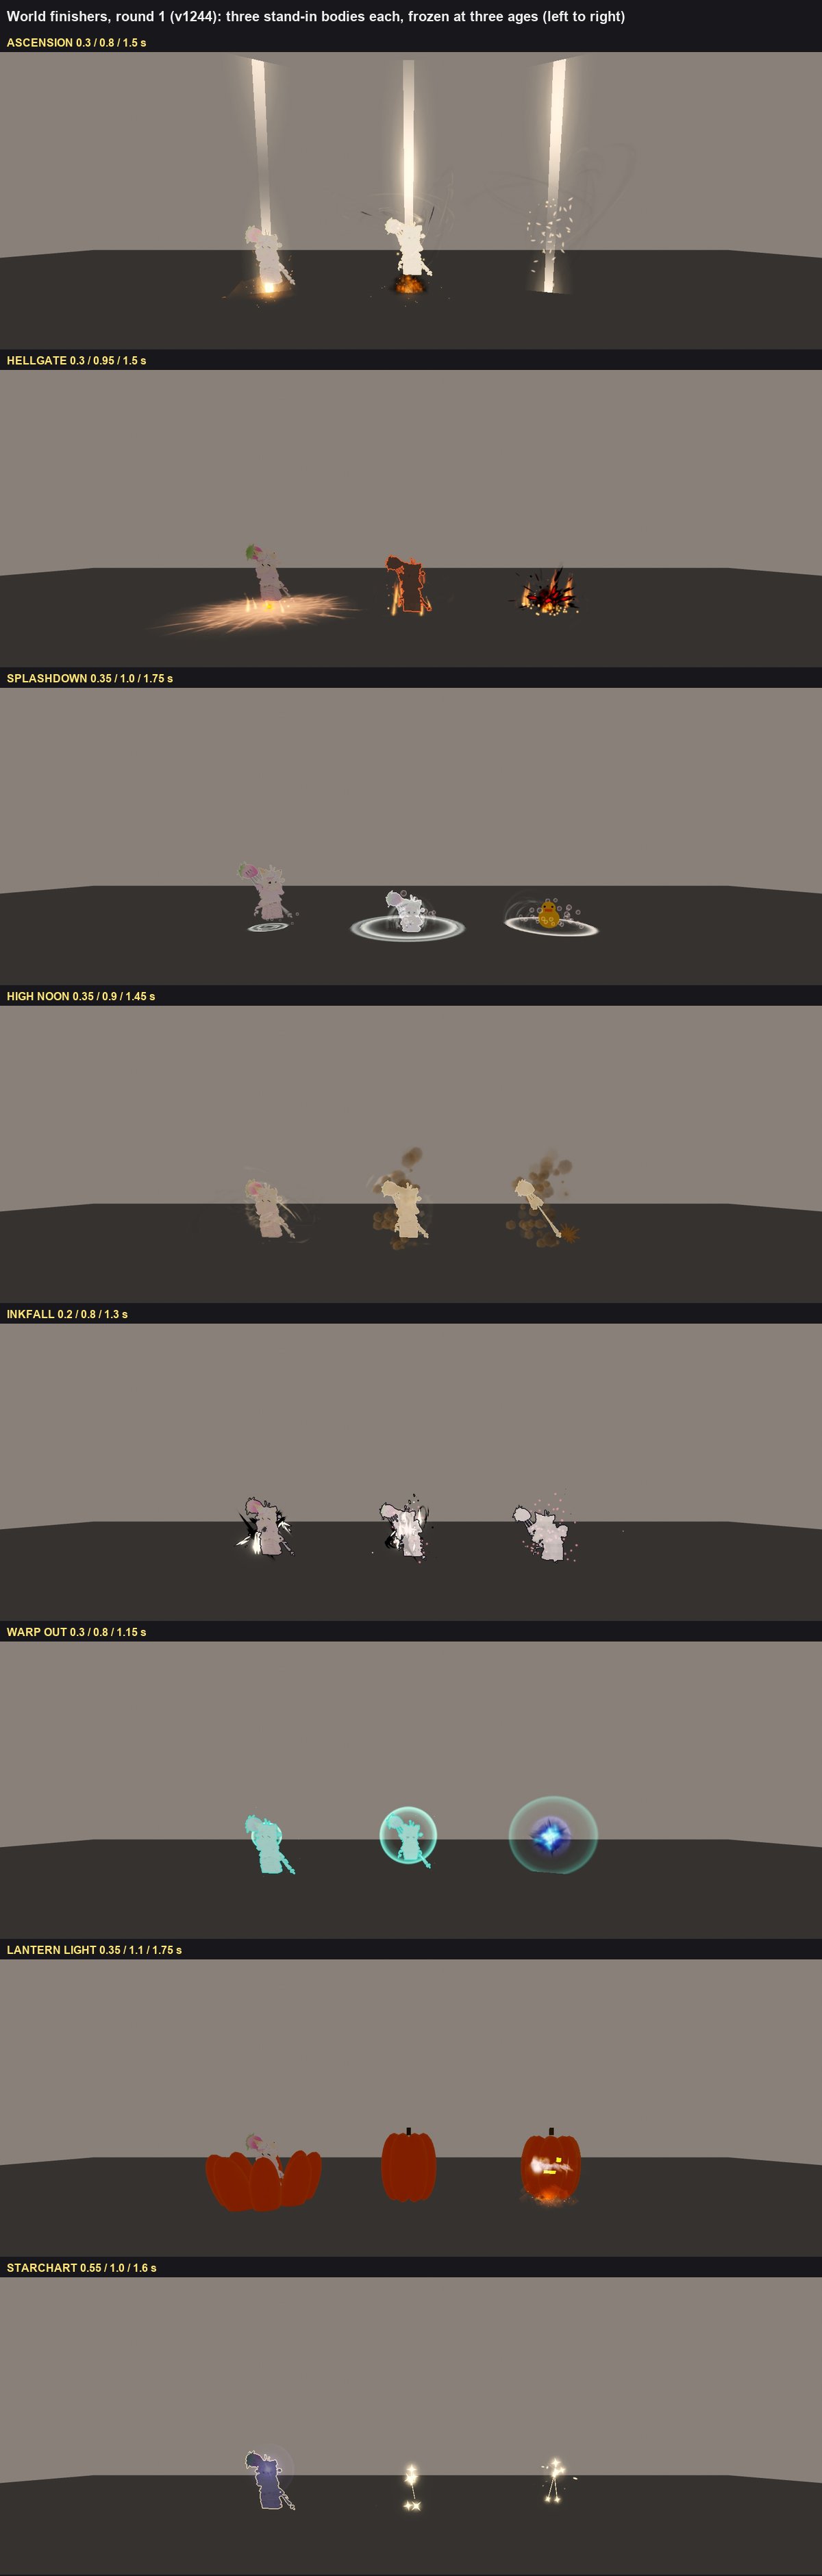 World finishers, round 1 (v1244): three stand-in bodies each, frozen at three ages (left to right)
ASCENSION 0.3 / 0.8 / 1.5 s
HELLGATE 0.3 / 0.95 / 1.5 s
SPLASHDOWN 0.35 / 1.0 / 1.75 s
HIGH NOON 0.35 / 0.9 / 1.45 s
INKFALL 0.2 / 0.8 / 1.3 s
WARP OUT 0.3 / 0.8 / 1.15 s
LANTERN LIGHT 0.35 / 1.1 / 1.75 s
STARCHART 0.55 / 1.0 / 1.6 s